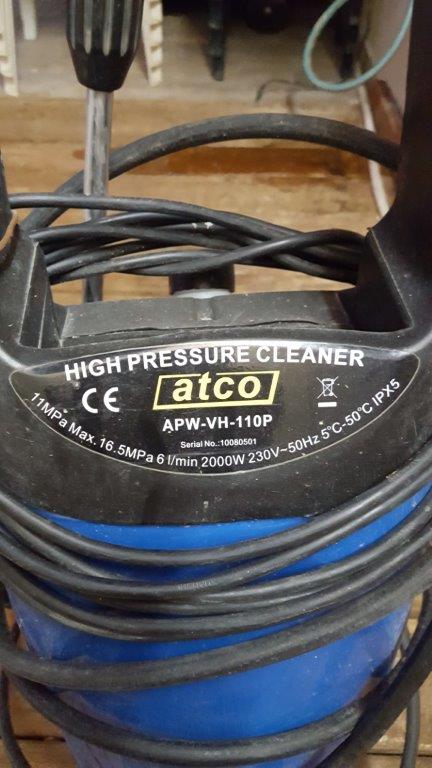 HIGH PRESSURE CLEANER
CE
atco
APW-VH-110P
Serial No.:10080501
11MPa Max. 16.5MPa 6 l/min 2000W 230V~50Hz 5°C-50°C IPX5